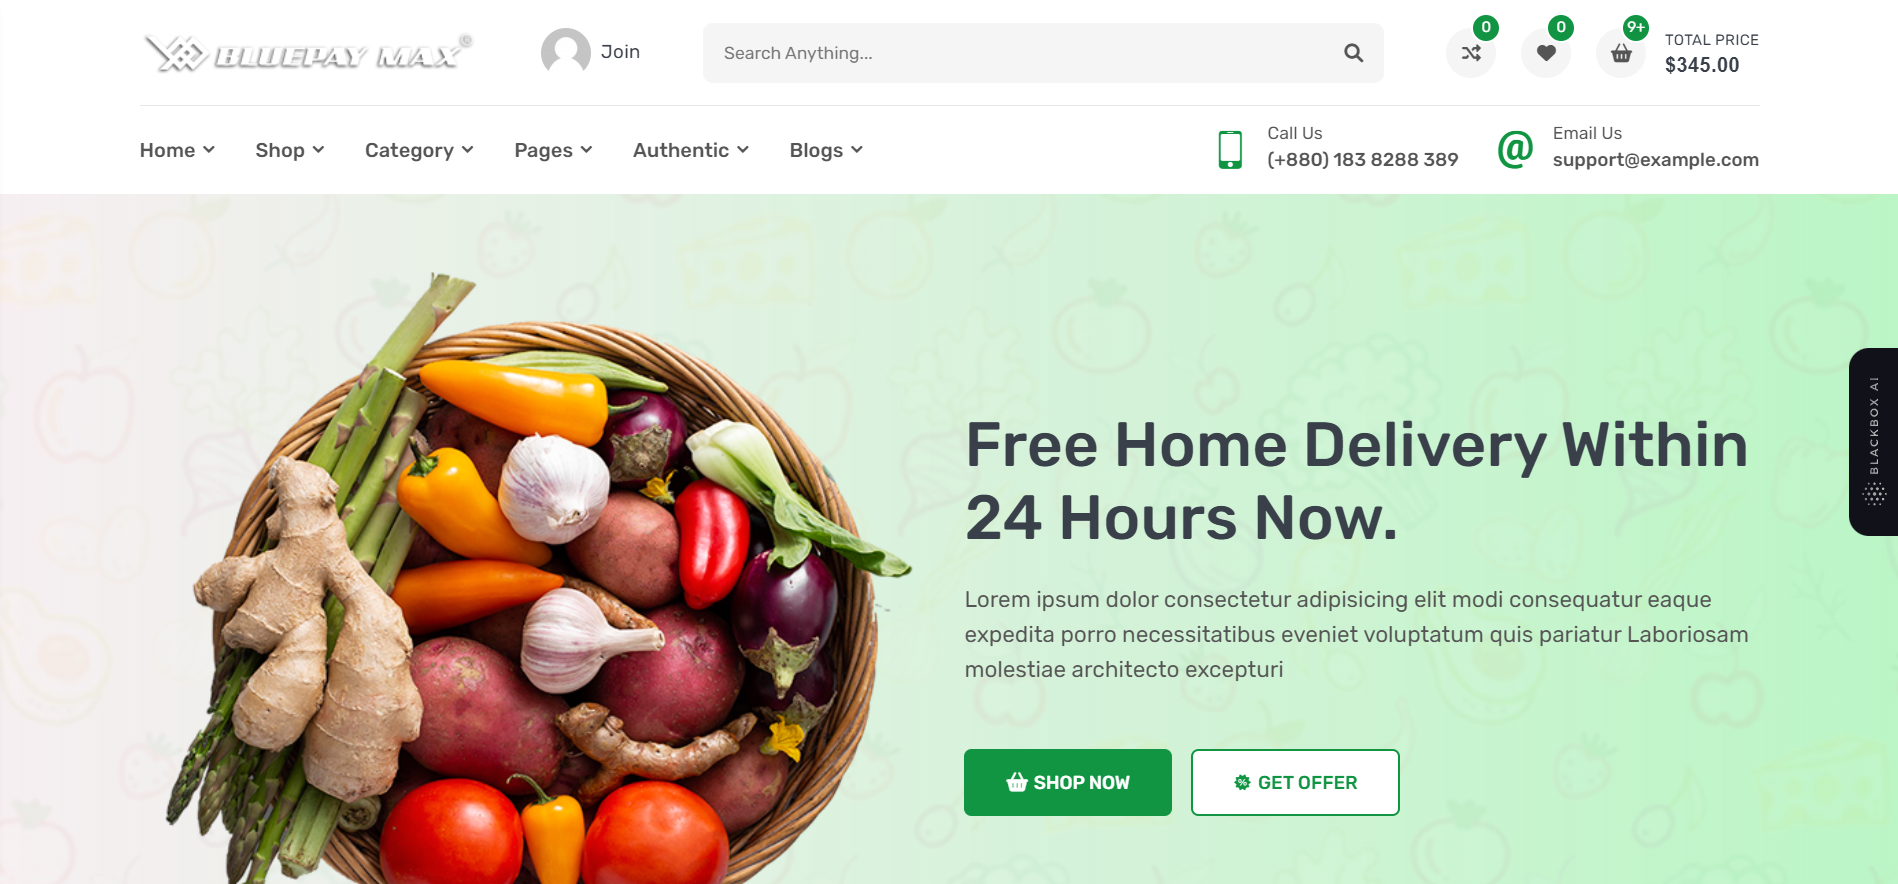 BLUEPAY MAX®
Join
Search Anything...
0
0
9+
TOTAL PRICE
$345.00
Home
Shop
Category
Pages
Authentic
Blogs
Call Us
(+880) 183 8288 389
Email Us
support@example.com
Free Home Delivery Within
24 Hours Now.
Lorem ipsum dolor consectetur adipisicing elit modi consequatur eaque
expedita porro necessitatibus eveniet voluptatum quis pariatur Laboriosam
molestiae architecto excepturi
SHOP NOW
GET OFFER
BLACKBOX AI